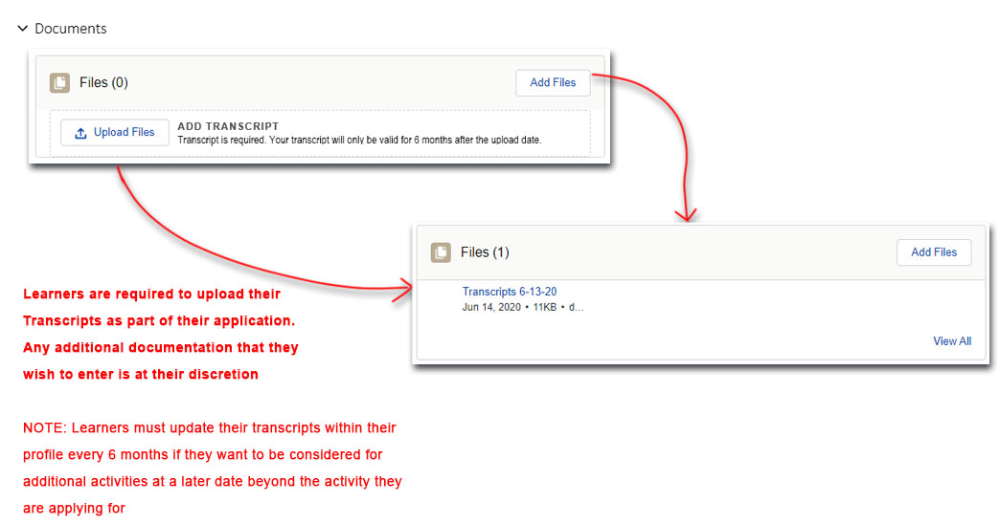 Documents
Files (0)
Add Files
Upload Files
ADD TRANSCRIPT
Transcript is required. Your transcript will only be valid for 6 months after the upload date.
Files (1)
Add Files
Transcripts 6-13-20
Jun 14, 2020 • 11KB • d...
View All
Learners are required to upload their
Transcripts as part of their application.
Any additional documentation that they
wish to enter is at their discretion
NOTE: Learners must update their transcripts within their
profile every 6 months if they want to be considered for
additional activities at a later date beyond the activity they
are applying for